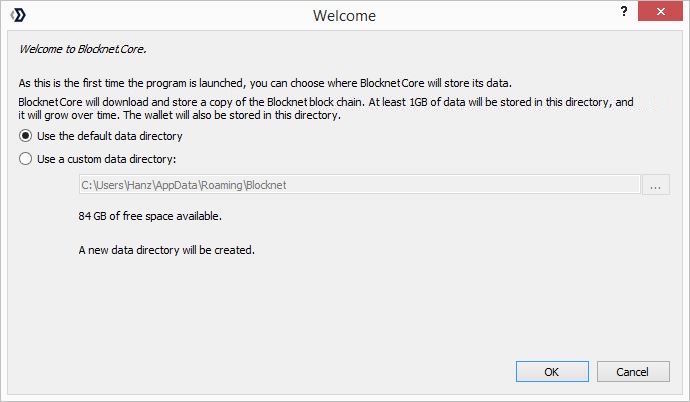 Welcome
?
Welcome to Blocknet.Core.
As this is the first time the program is launched, you can choose where BlocknetCore will store its data.
BlocknetCore will download and store a copy of the Blocknet block chain. At least 1GB of data will be stored in this directory, and
it will grow over time. The wallet will also be stored in this directory.
Use the default data directory
Use a custom data directory:
C:\Users\Hanz\AppData\Roaming\Blocknet
...
84 GB of free space available.
A new data directory will be created.
OK Cancel